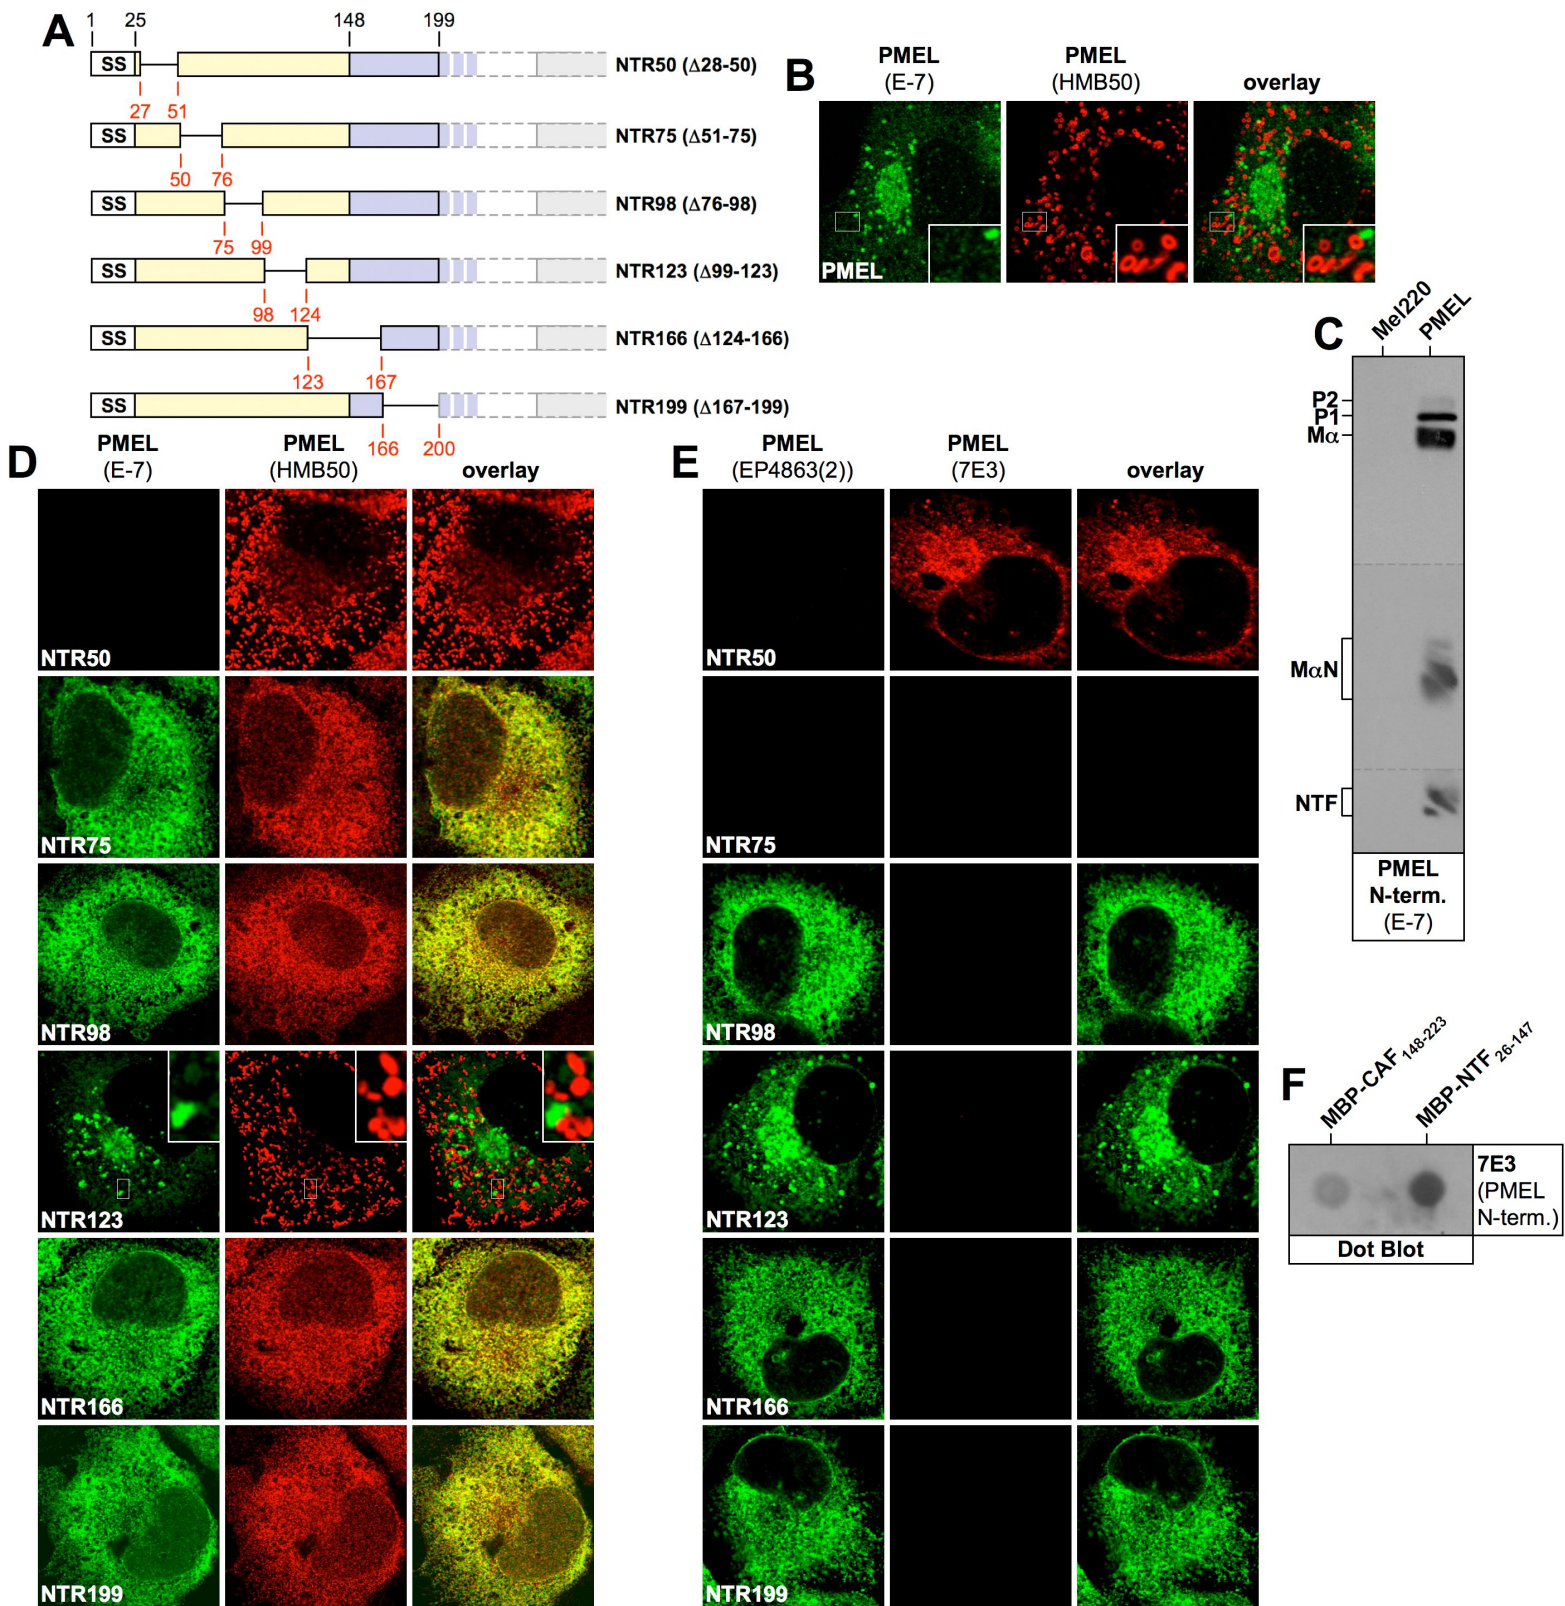 A
1 25 148 199
SS
NTR50 (Δ28-50)
27 51
SS
NTR75 (Δ51-75)
50 76
SS
NTR98 (Δ76-98)
75 99
SS
NTR123 (Δ99-123)
98 124
SS
NTR166 (Δ124-166)
123 167
SS
NTR199 (Δ167-199)
166 200
B
PMEL
(E-7)
PMEL
(HMB50)
overlay
PMEL
C
Mel220
PMEL
P2
P1
Mα
MαN
NTF
PMEL
N-term.
(E-7)
D
PMEL
(E-7)
PMEL
(HMB50)
overlay
NTR50
NTR75
NTR98
NTR123
NTR166
NTR199
E
PMEL
(EP4863(2))
PMEL
(7E3)
overlay
NTR50
NTR75
NTR98
NTR123
NTR166
NTR199
F
MBP-CAF148-223
MBP-NTF26-147
7E3
(PMEL
N-term.)
Dot Blot